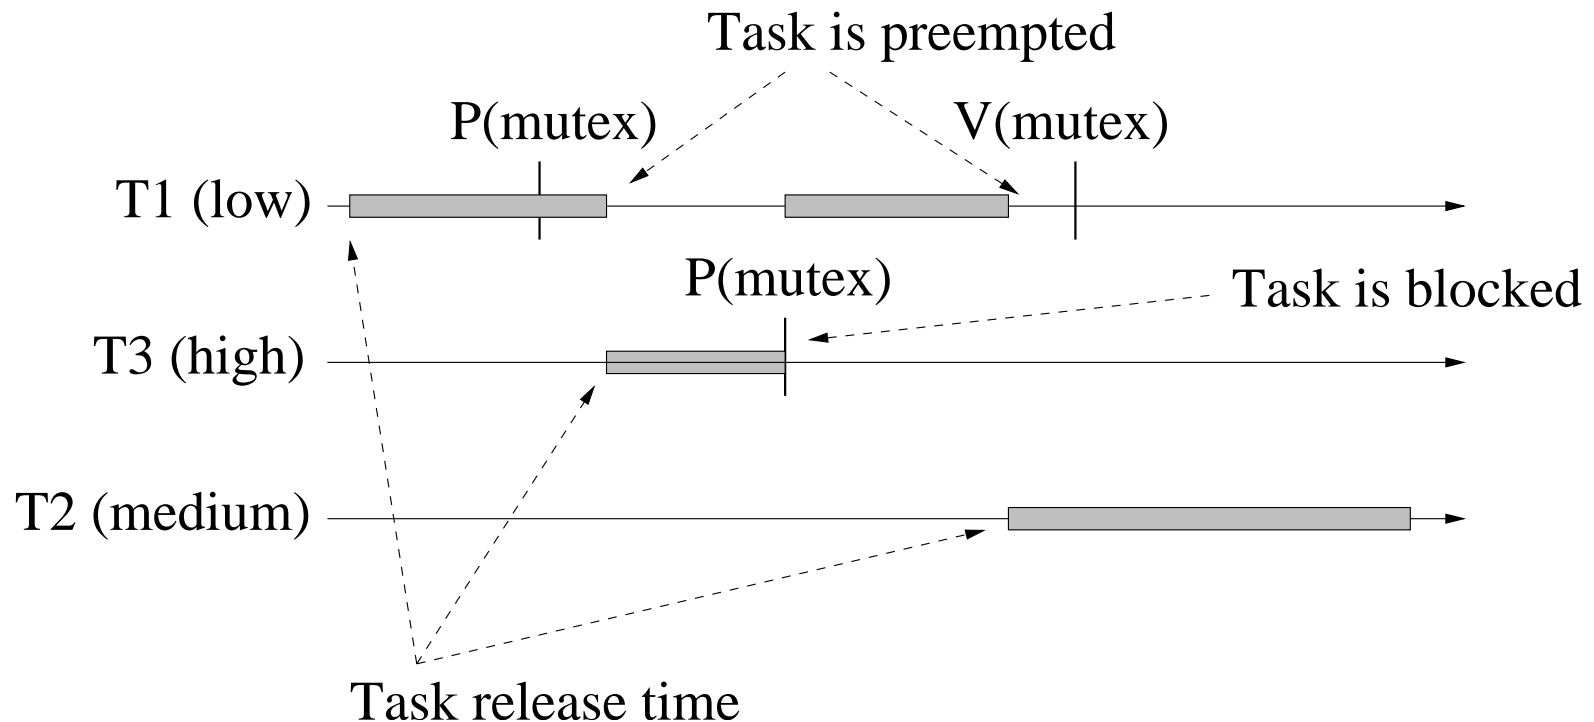 Task is preempted
P(mutex)
V(mutex)
T1 (low)
P(mutex)
Task is blocked
T3 (high)
T2 (medium)
Task release time